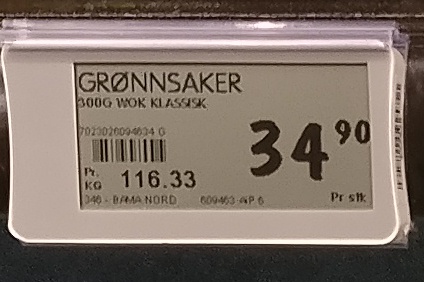 GRØNNSAKER
300G WOK KLASSISK
7023026094634 G
34 90
Pr.
KG 116.33
346 - BAMA NORD 609463 AP 6 Pr stk